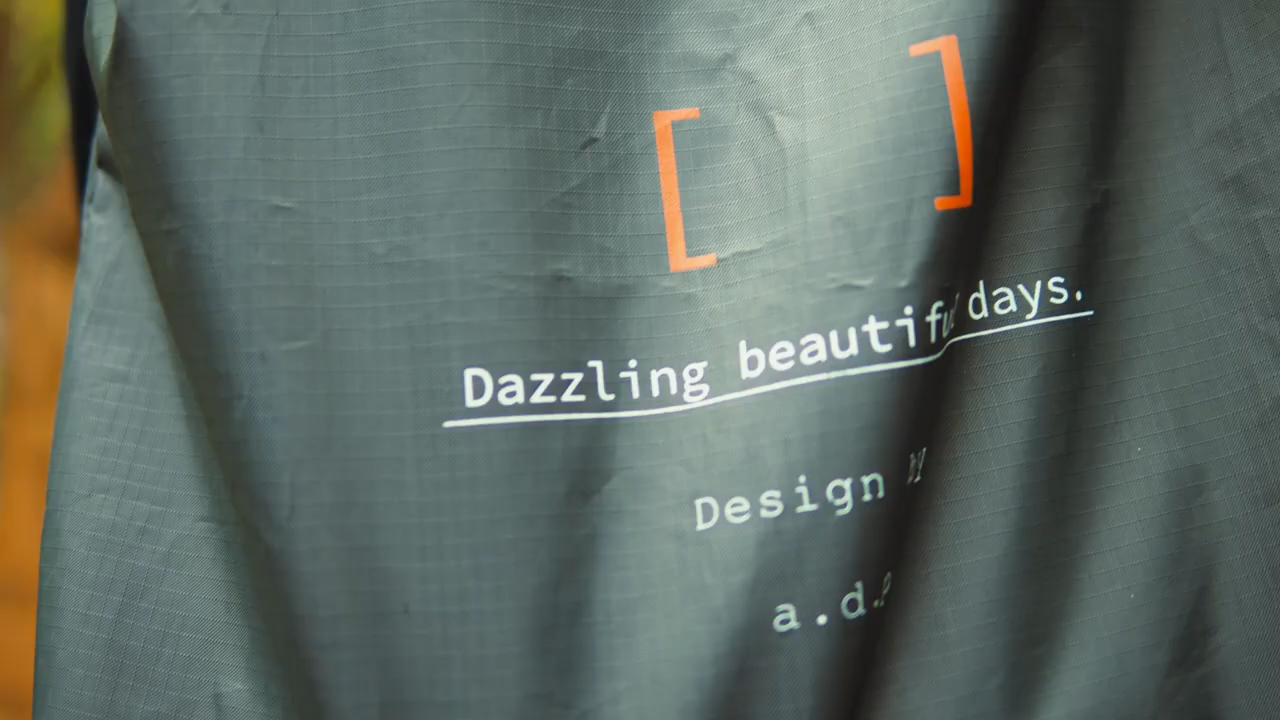 [ ]
Dazzling beautiful days.
Design
a.d.